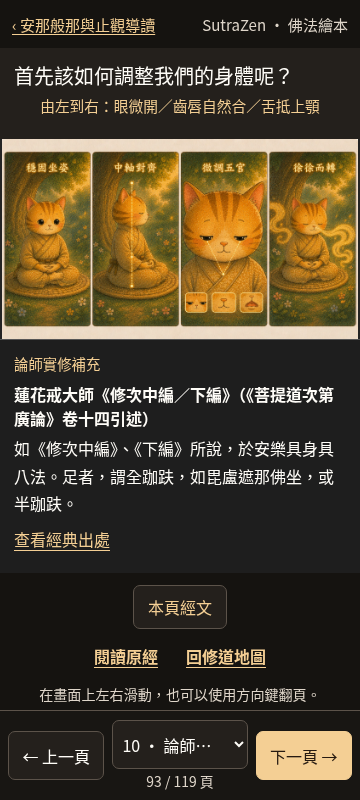 ‹ 安那般那與止觀導讀
SutraZen · 佛法繪本
首先該如何調整我們的身體呢？
由左到右：眼微開／齒唇自然合／舌抵上顎
穩固坐姿
中軸對齊
微調五官
徐徐而轉
論師實修補充
蓮花戒大師《修次中編／下編》（《菩提道次第
廣論》卷十四引述）
如《修次中編》、《下編》所說，於安樂具身具
八法。足者，謂全跏趺，如毘盧遮那佛坐，或
半跏趺。
查看經典出處
本頁經文
閱讀原經
回修道地圖
在畫面上左右滑動，也可以使用方向鍵翻頁。
← 上一頁
10 · 論師…
下一頁 →
93 / 119 頁